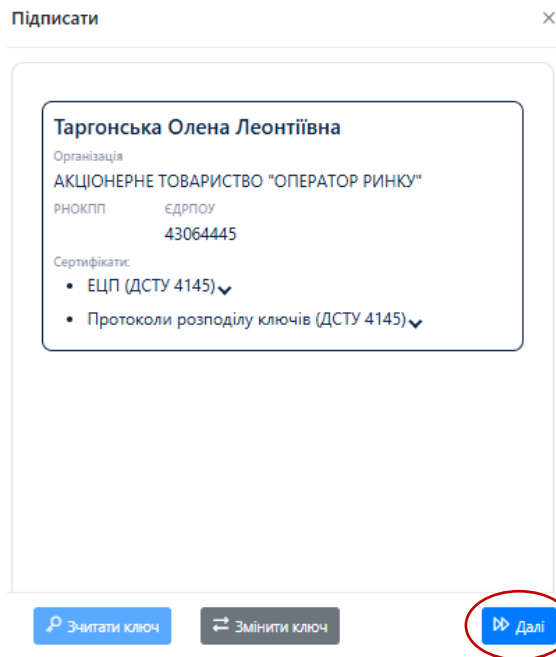 Підписати
Таргонська Олена Леонтіївна
Організація
АКЦІОНЕРНЕ ТОВАРИСТВО "ОПЕРАТОР РИНКУ"
РНОКПП ЄДРПОУ
43064445
Сертифікати:
• ЕЦП (ДСТУ 4145)
• Протоколи розподілу ключів (ДСТУ 4145)
Зчитати ключ Змінити ключ Далі